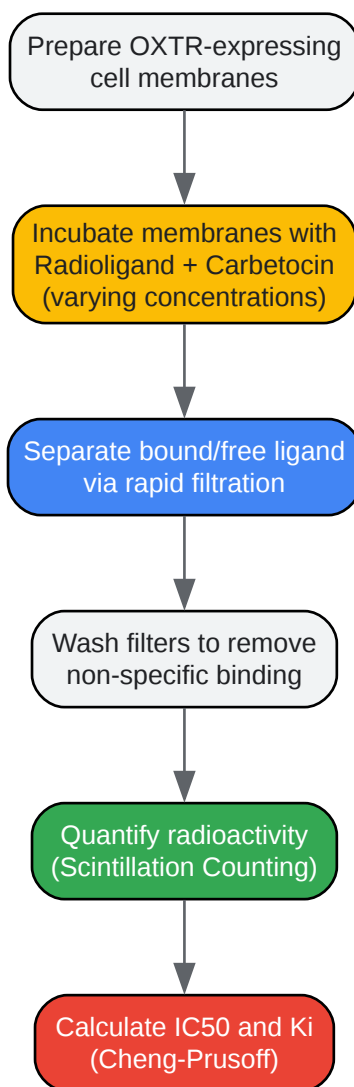 Prepare OXTR-expressing
cell membranes
Incubate membranes with
Radioligand + Carbetocin
(varying concentrations)
Separate bound/free ligand
via rapid filtration
Wash filters to remove
non-specific binding
Quantify radioactivity
(Scintillation Counting)
Calculate IC50 and Ki
(Cheng-Prusoff)